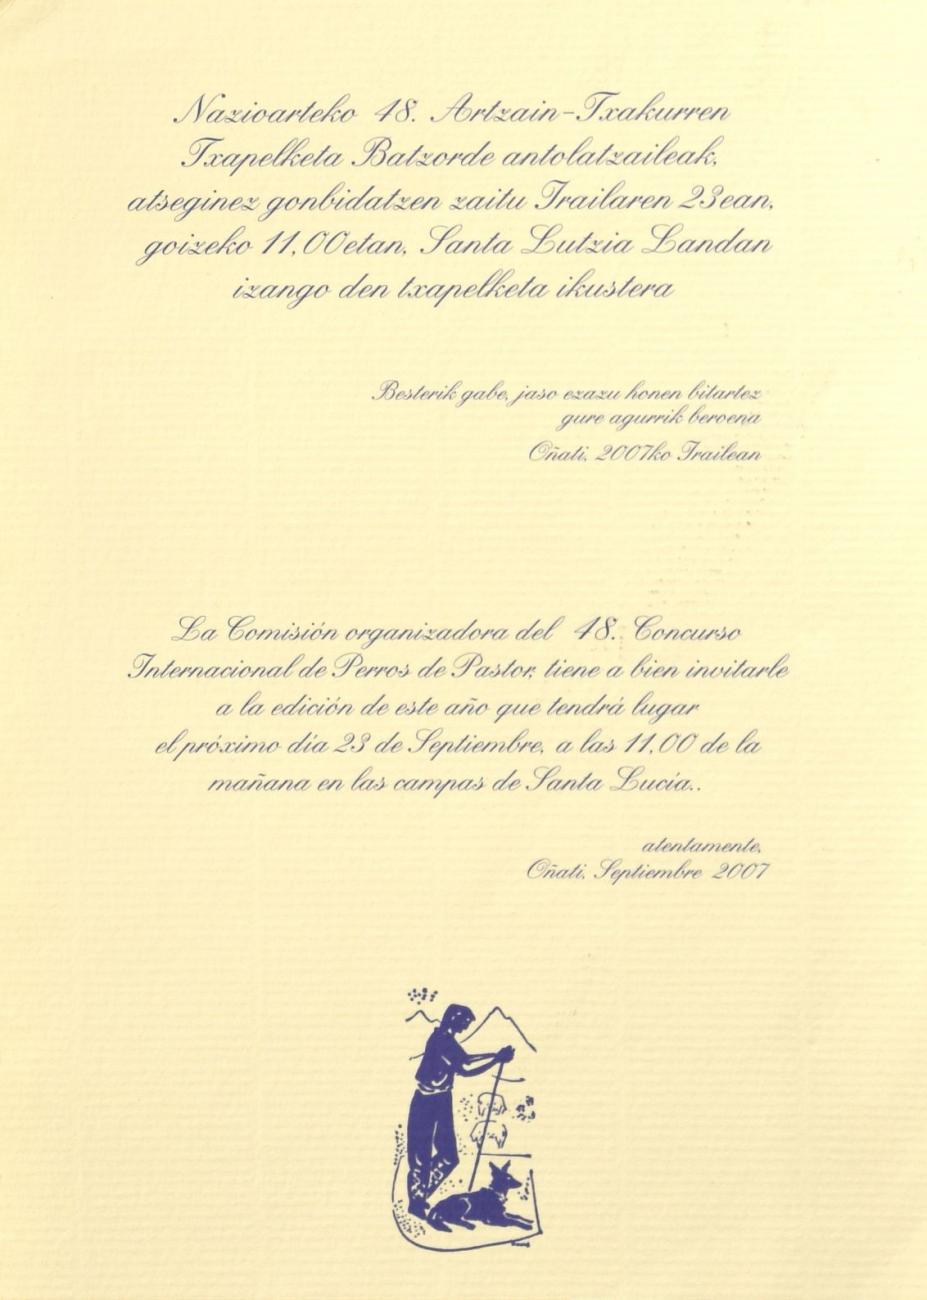 Nazioarteko 48. Artzain-Txakurren
Txapelketa Batzorde antolatzaileak,
atseginez gonbidatzen zaitu Irailaren 23ean,
goizeko 11,00etan, Santa Lutzia Landan
izango den txapelketa ikustera
Besterik gabe, jaso ezazu honen bitartez
gure agurrik beroena
Oñati, 2007ko Irailean
La Comisión organizadora del 48. Concurso
Internacional de Perros de Pastor, tiene a bien invitarle
a la edición de este año que tendrá lugar
el próximo día 23 de Septiembre, a las 11,00 de la
mañana en las campas de Santa Lucía..
atentamente,
Oñati, Septiembre 2007